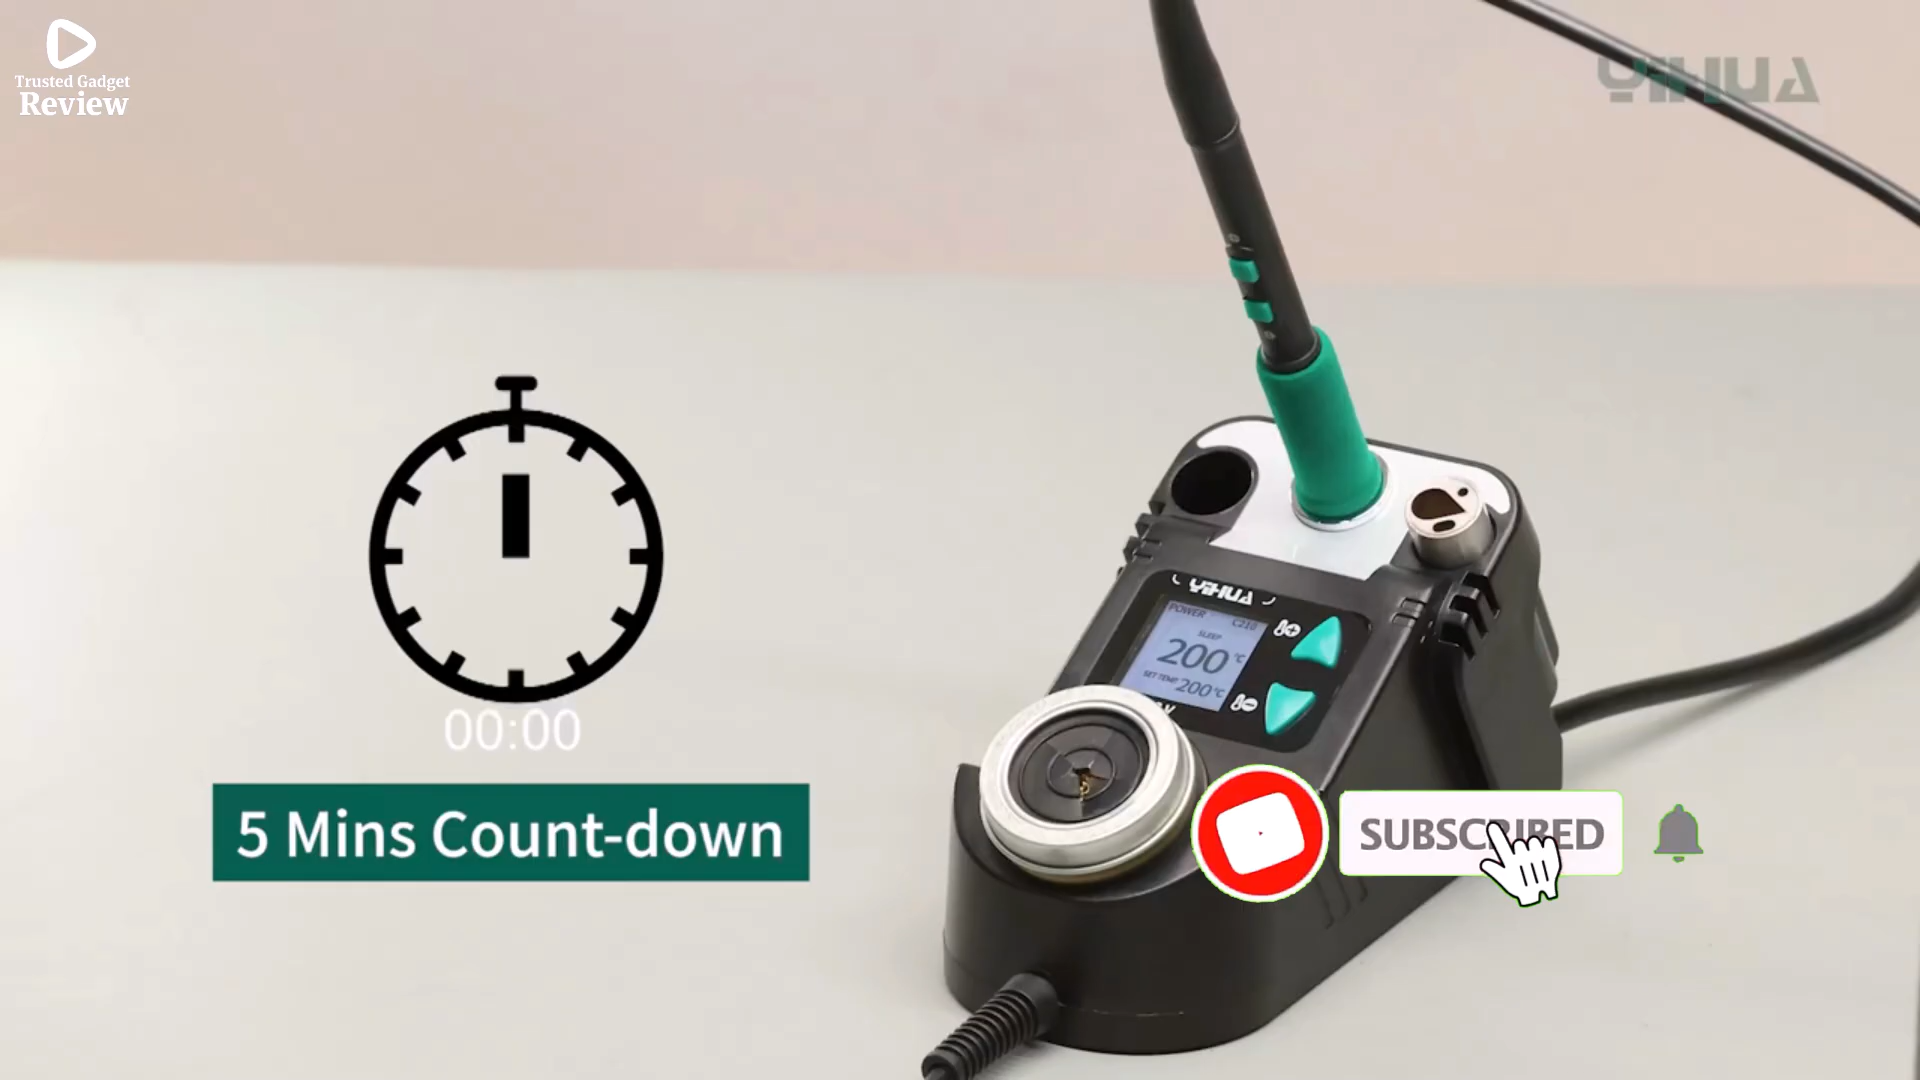 Trusted Gadget
Review
YIHUA
YIHUA
POWER
C210
SLEEP
200 °C
SET TEMP 200°C
00:00
5 Mins Count-down
SUBSCRIBED